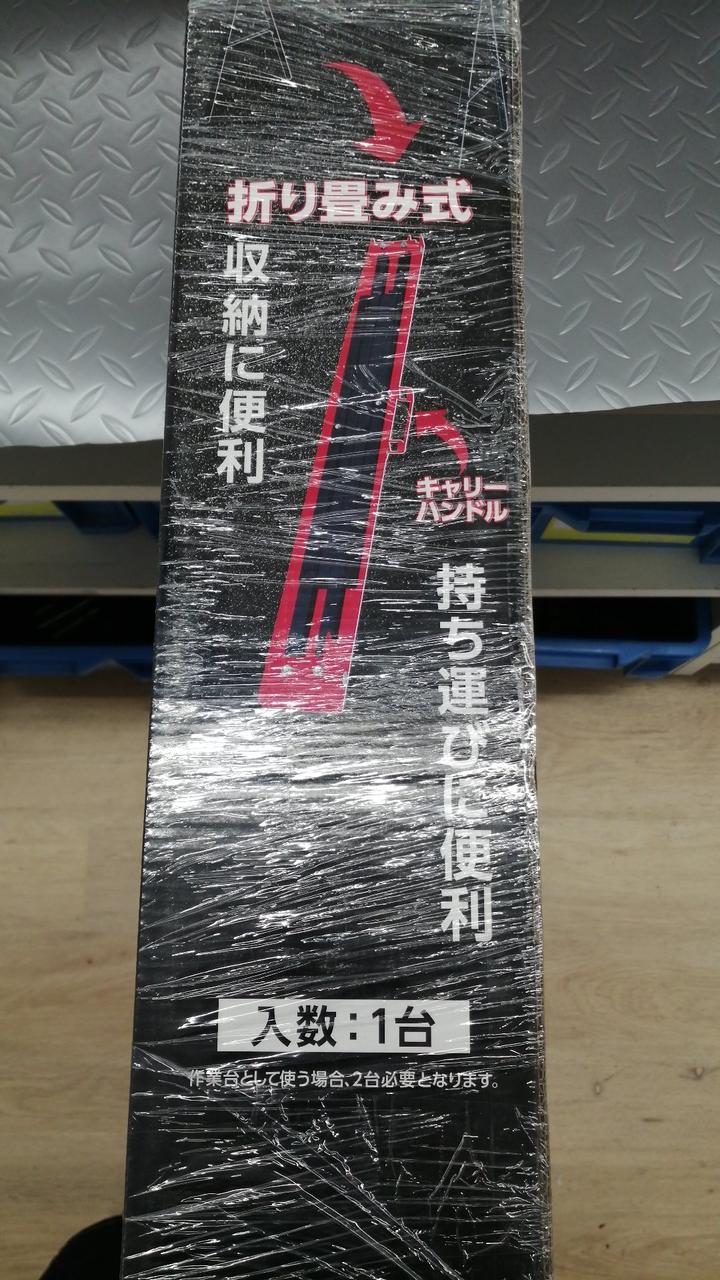 折り畳み式
収納に便利
キャリー
ハンドル
持ち運びに便利
入数：1台
作業台として使う場合、2台必要となります。